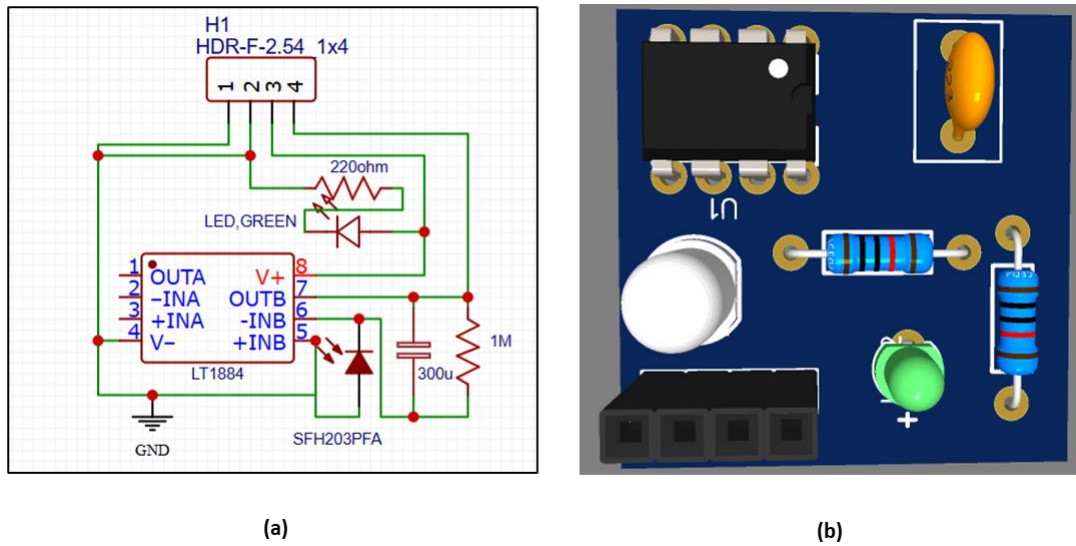 H1
HDR-F-2.54 1x4
1 2 3 4
220ohm
LED,GREEN
1 OUTA V+ 8
2 -INA OUTB 7
3 +INA -INB 6
4 V- +INB 5
LT1884
300u
1M
SFH203PFA
GND
U1
+
(a)
(b)